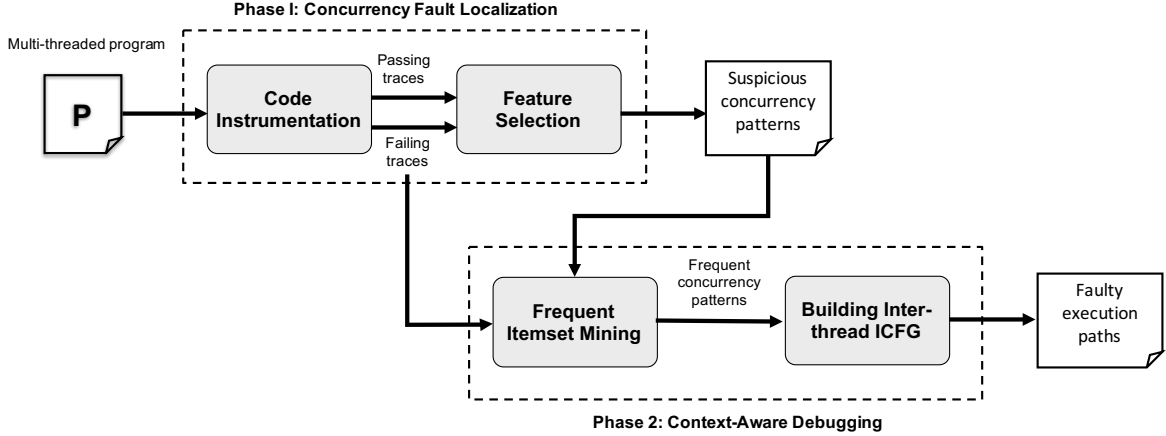 Phase I: Concurrency Fault Localization
Multi-threaded program
P
Code
Instrumentation
Passing
traces
Failing
traces
Feature
Selection
Suspicious
concurrency
patterns
Frequent
Itemset Mining
Frequent
concurrency
patterns
Building Inter-
thread ICFG
Faulty
execution
paths
Phase 2: Context-Aware Debugging